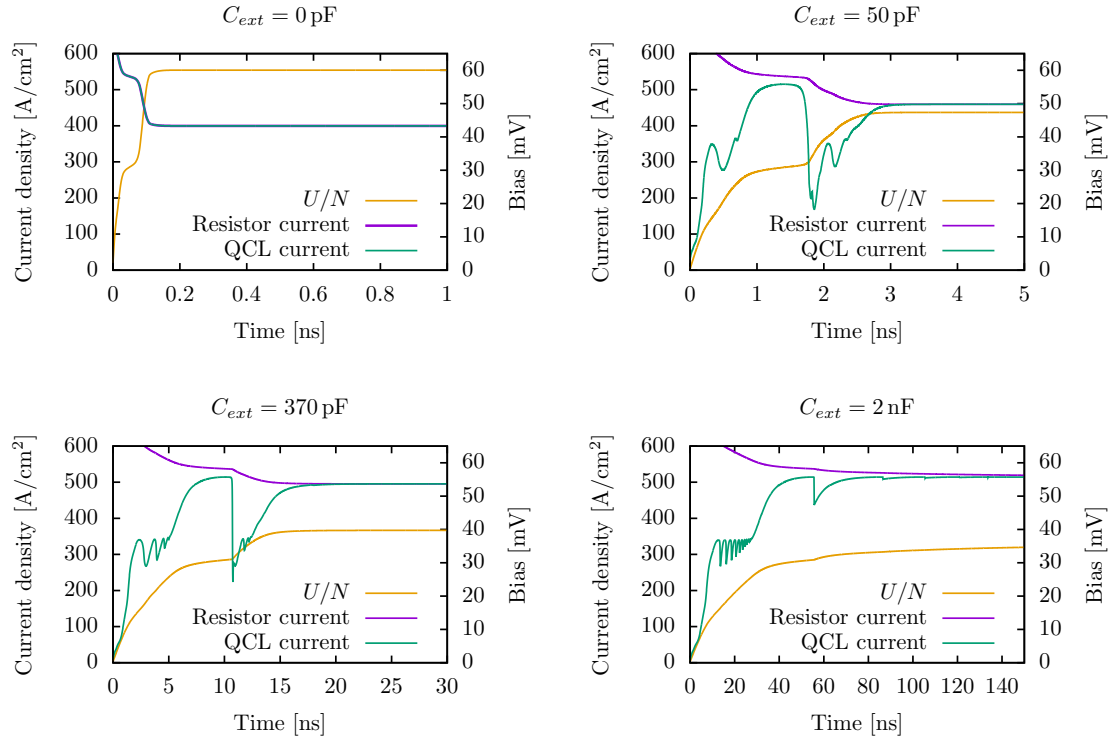 C_ext = 0 pF
Current density [A/cm²]
600
500
400
300
200
100
0
0 0.2 0.4 0.6 0.8 1
Time [ns]
60
50
40
30
20
10
0
Bias [mV]
U/N
Resistor current
QCL current
C_ext = 50 pF
Current density [A/cm²]
600
500
400
300
200
100
0
0 1 2 3 4 5
Time [ns]
60
50
40
30
20
10
0
Bias [mV]
U/N
Resistor current
QCL current
C_ext = 370 pF
Current density [A/cm²]
600
500
400
300
200
100
0
0 5 10 15 20 25 30
Time [ns]
60
50
40
30
20
10
0
Bias [mV]
U/N
Resistor current
QCL current
C_ext = 2 nF
Current density [A/cm²]
600
500
400
300
200
100
0
0 20 40 60 80 100 120 140
Time [ns]
60
50
40
30
20
10
0
Bias [mV]
U/N
Resistor current
QCL current